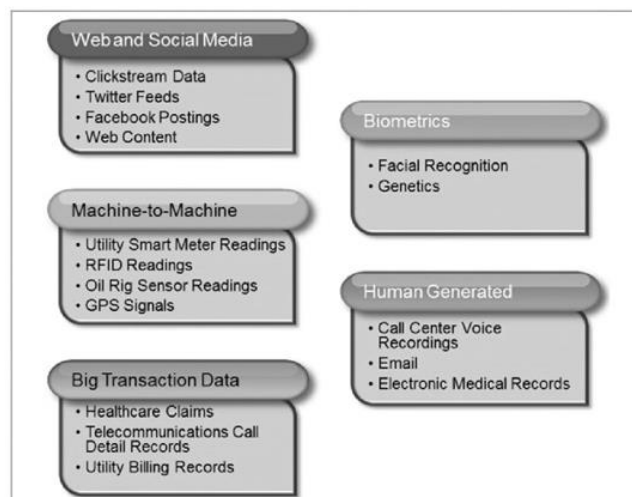 Web and Social Media
• Clickstream Data
• Twitter Feeds
• Facebook Postings
• Web Content
Machine-to-Machine
• Utility Smart Meter Readings
• RFID Readings
• Oil Rig Sensor Readings
• GPS Signals
Big Transaction Data
• Healthcare Claims
• Telecommunications Call
Detail Records
• Utility Billing Records
Biometrics
• Facial Recognition
• Genetics
Human Generated
• Call Center Voice
Recordings
• Email
• Electronic Medical Records